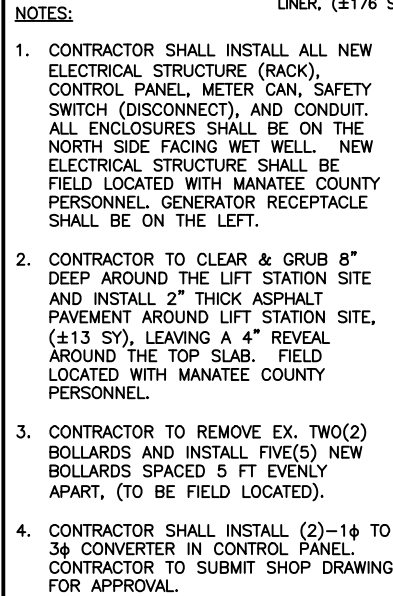 LINER, (±176 S
NOTES:
1. CONTRACTOR SHALL INSTALL ALL NEW
ELECTRICAL STRUCTURE (RACK),
CONTROL PANEL, METER CAN, SAFETY
SWITCH (DISCONNECT), AND CONDUIT.
ALL ENCLOSURES SHALL BE ON THE
NORTH SIDE FACING WET WELL. NEW
ELECTRICAL STRUCTURE SHALL BE
FIELD LOCATED WITH MANATEE COUNTY
PERSONNEL. GENERATOR RECEPTACLE
SHALL BE ON THE LEFT.
2. CONTRACTOR TO CLEAR & GRUB 8"
DEEP AROUND THE LIFT STATION SITE
AND INSTALL 2" THICK ASPHALT
PAVEMENT AROUND LIFT STATION SITE,
(±13 SY), LEAVING A 4" REVEAL
AROUND THE TOP SLAB. FIELD
LOCATED WITH MANATEE COUNTY
PERSONNEL.
3. CONTRACTOR TO REMOVE EX. TWO(2)
BOLLARDS AND INSTALL FIVE(5) NEW
BOLLARDS SPACED 5 FT EVENLY
APART, (TO BE FIELD LOCATED).
4. CONTRACTOR SHALL INSTALL (2)-1ϕ TO
3ϕ CONVERTER IN CONTROL PANEL.
CONTRACTOR TO SUBMIT SHOP DRAWING
FOR APPROVAL.